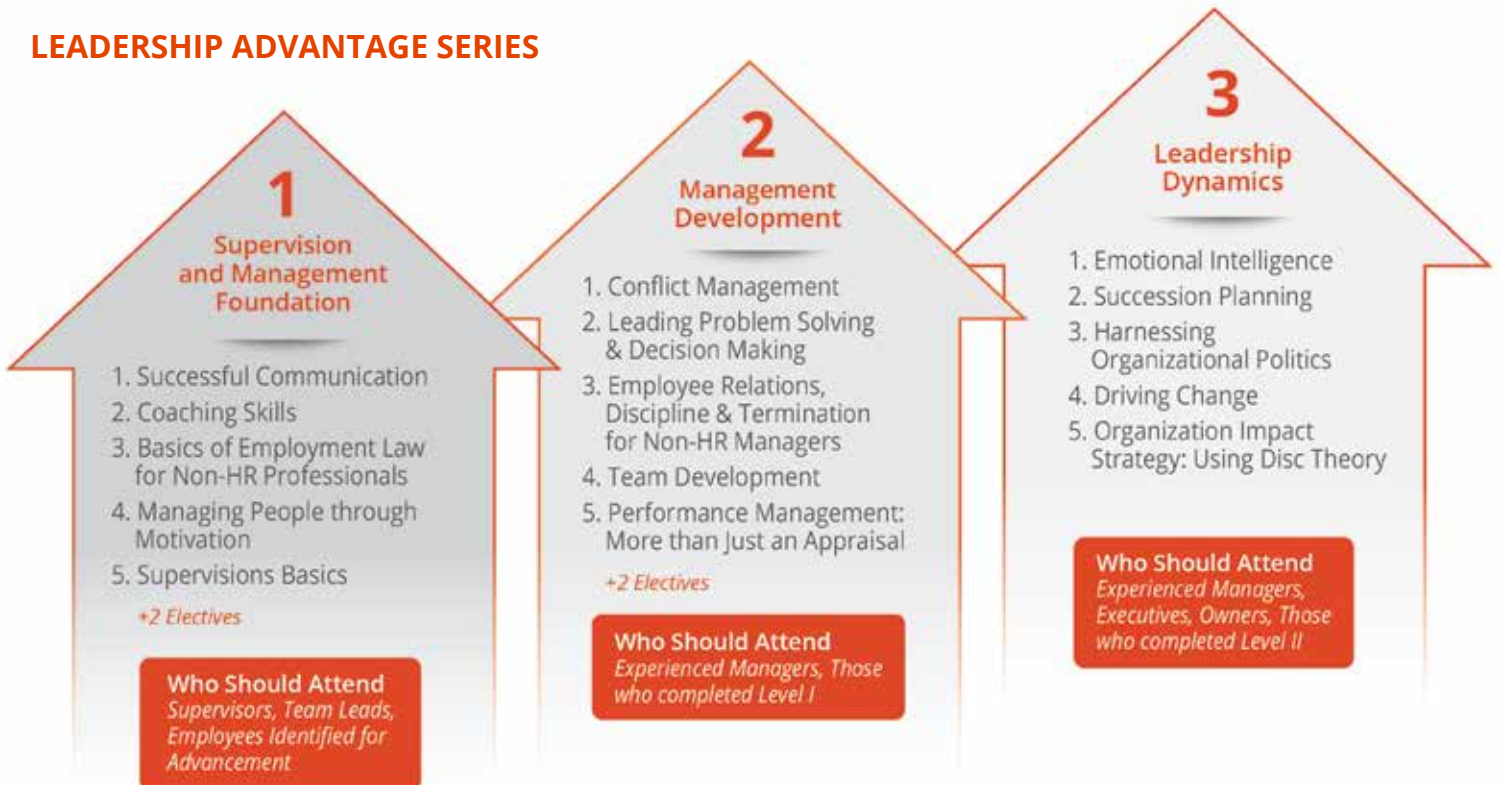 LEADERSHIP ADVANTAGE SERIES
1
Supervision
and Management
Foundation
1. Successful Communication
2. Coaching Skills
3. Basics of Employment Law
for Non-HR Professionals
4. Managing People through
Motivation
5. Supervisions Basics
+2 Electives
Who Should Attend
Supervisors, Team Leads,
Employees Identified for
Advancement
2
Management
Development
1. Conflict Management
2. Leading Problem Solving
& Decision Making
3. Employee Relations,
Discipline & Termination
for Non-HR Managers
4. Team Development
5. Performance Management:
More than Just an Appraisal
+2 Electives
Who Should Attend
Experienced Managers, Those
who completed Level I
3
Leadership
Dynamics
1. Emotional Intelligence
2. Succession Planning
3. Harnessing
Organizational Politics
4. Driving Change
5. Organization Impact
Strategy: Using Disc Theory
Who Should Attend
Experienced Managers,
Executives, Owners, Those
who completed Level II